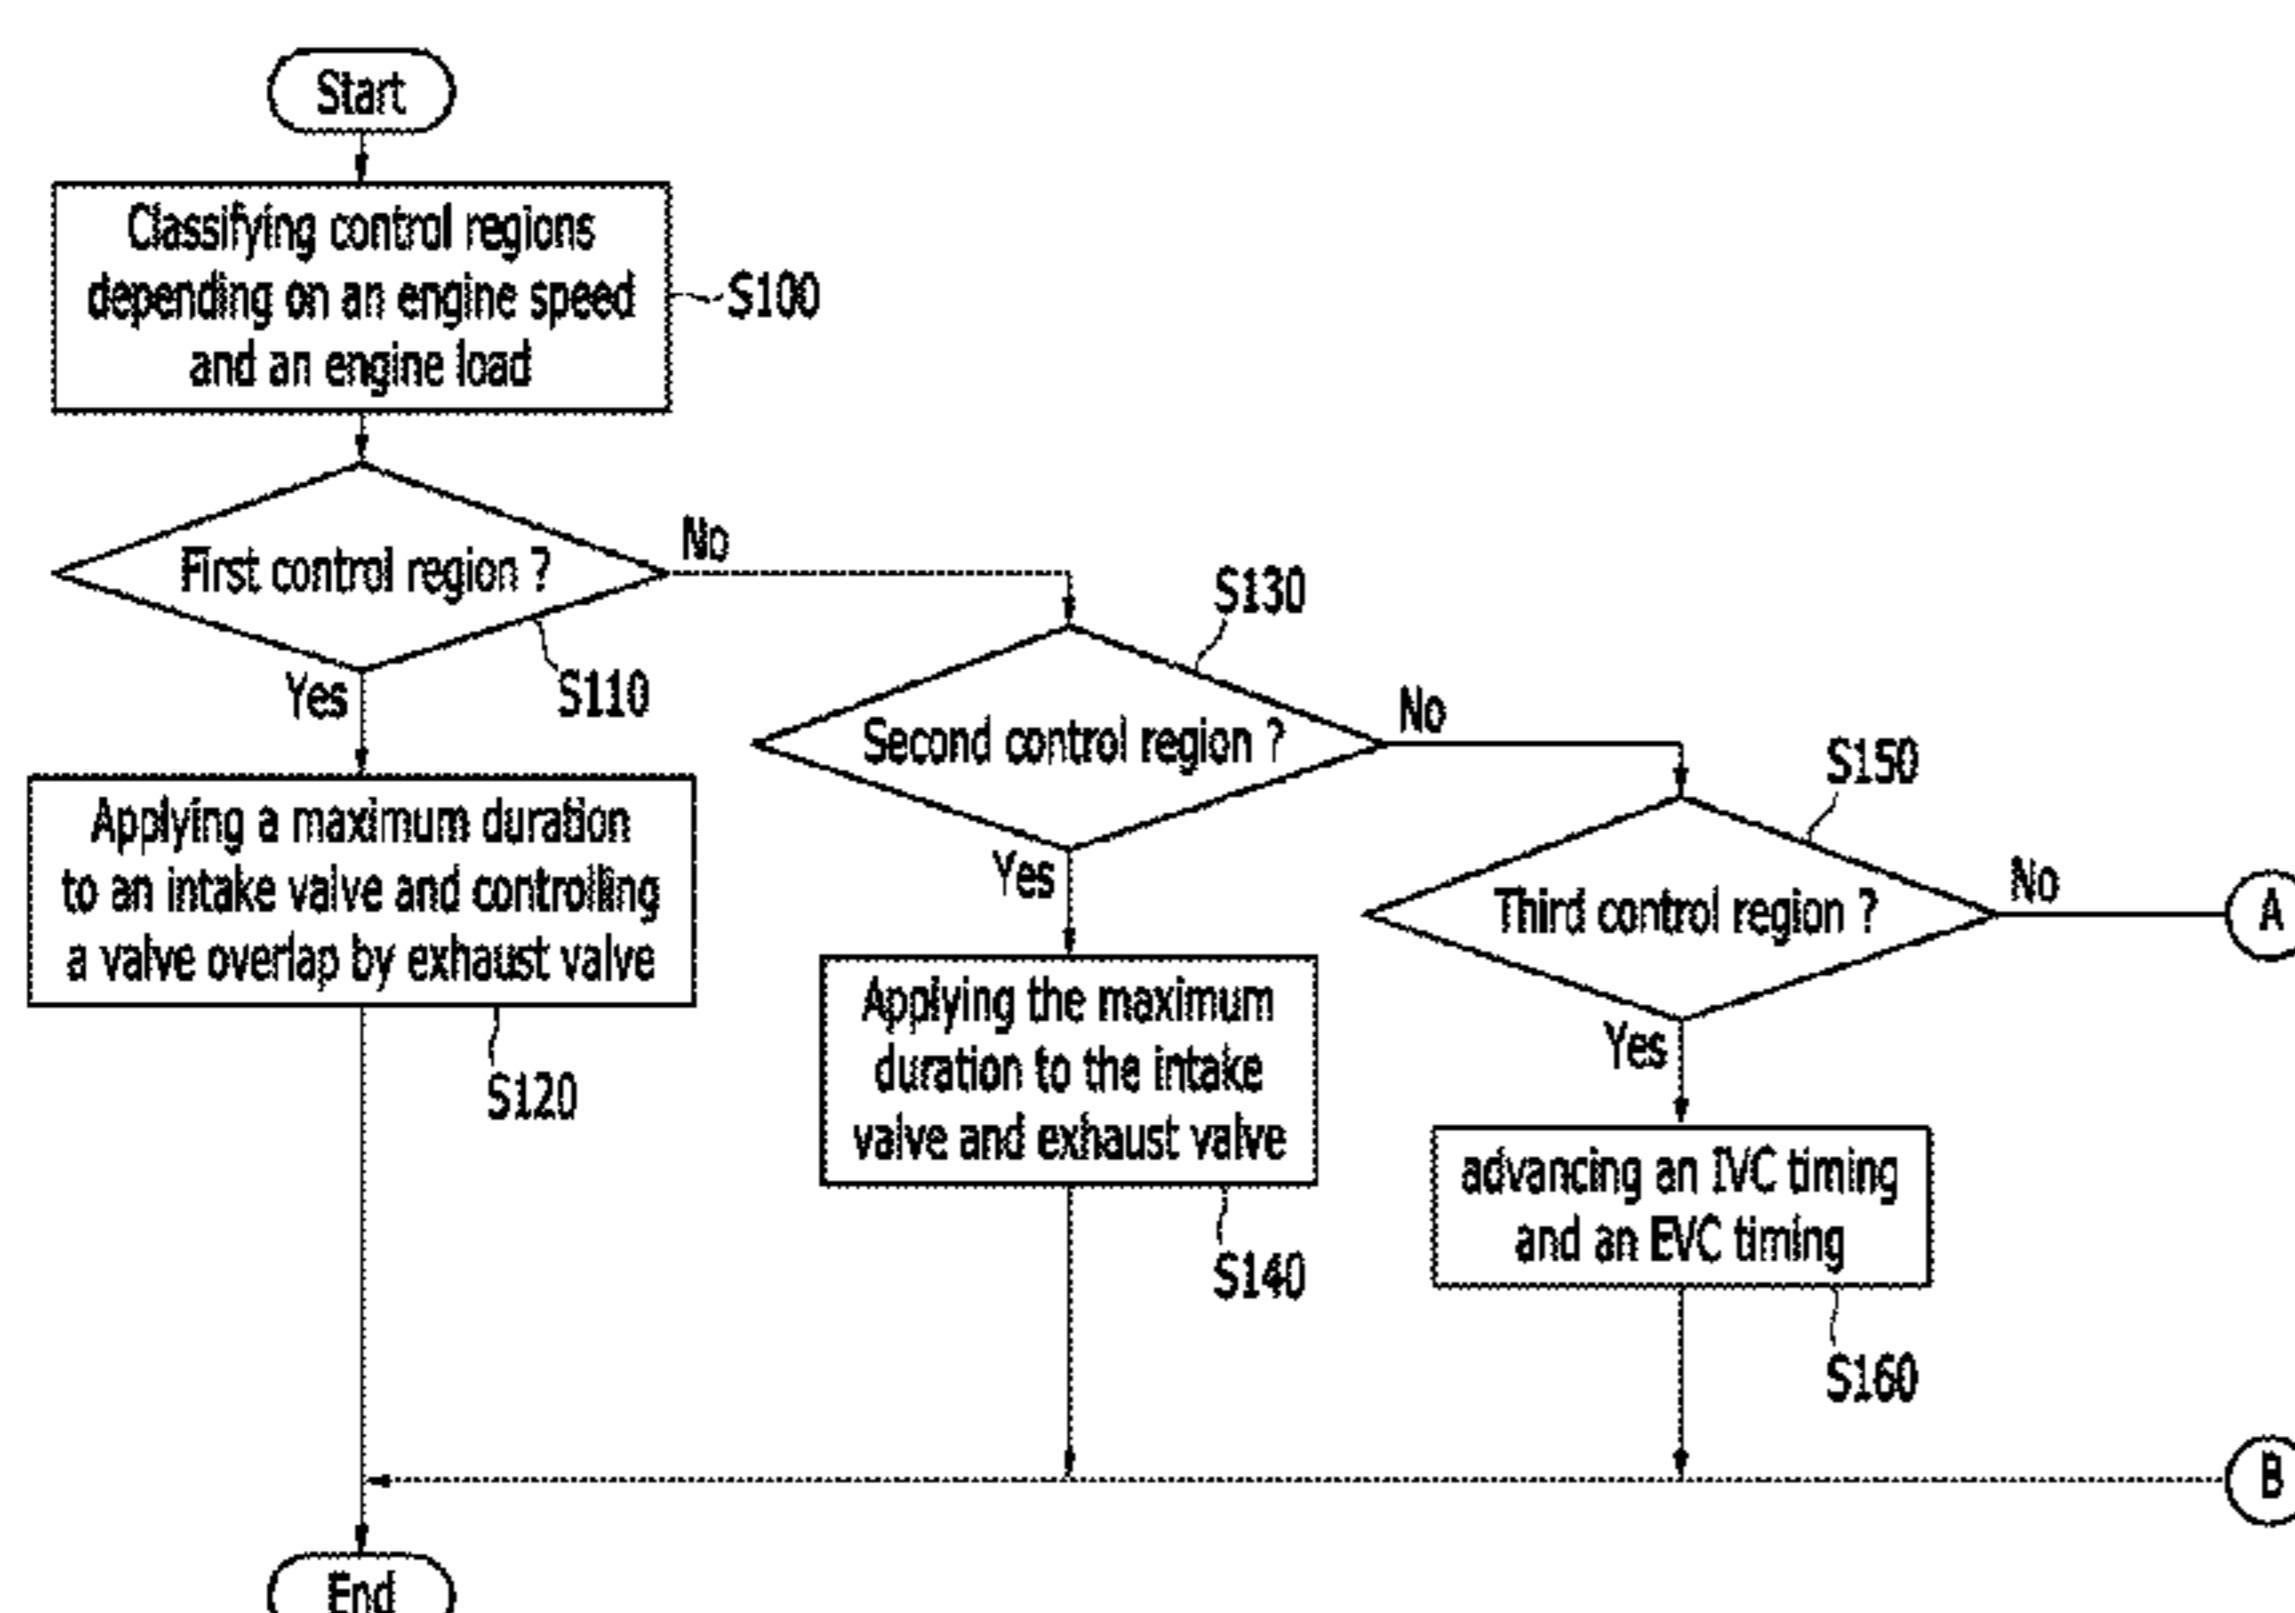 Start
Classifying control regions
depending on an engine speed
and an engine load
S100
First control region ?
No
S110
Yes
Applying a maximum duration
to an intake valve and controlling
a valve overlap by exhaust valve
S120
S130
Second control region ?
No
Yes
Applying the maximum
duration to the intake
valve and exhaust valve
S140
S150
Third control region ?
No
A
Yes
advancing an IVC timing
and an EVC timing
S160
B
End